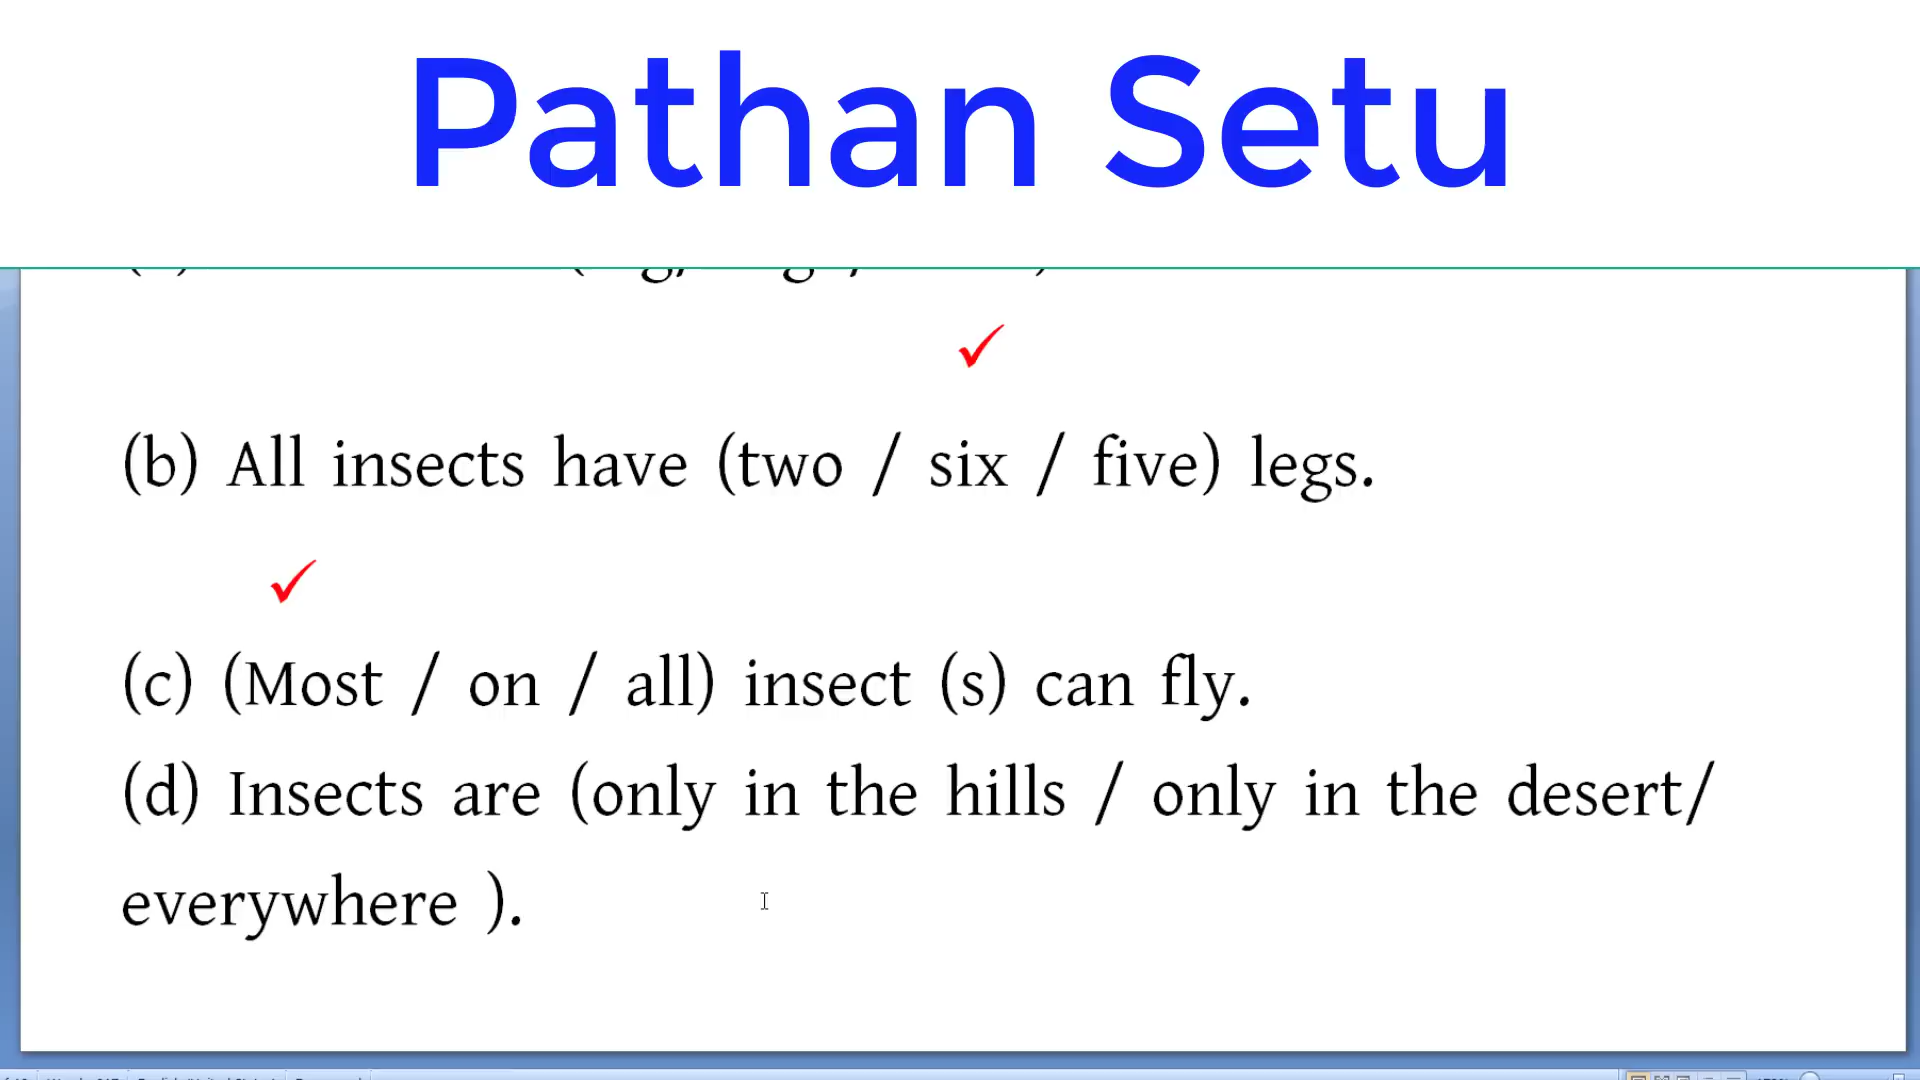 Pathan Setu
(b) All insects have (two / six / five) legs.
(c) (Most / on / all) insect (s) can fly.
(d) Insects are (only in the hills / only in the desert/
everywhere ).